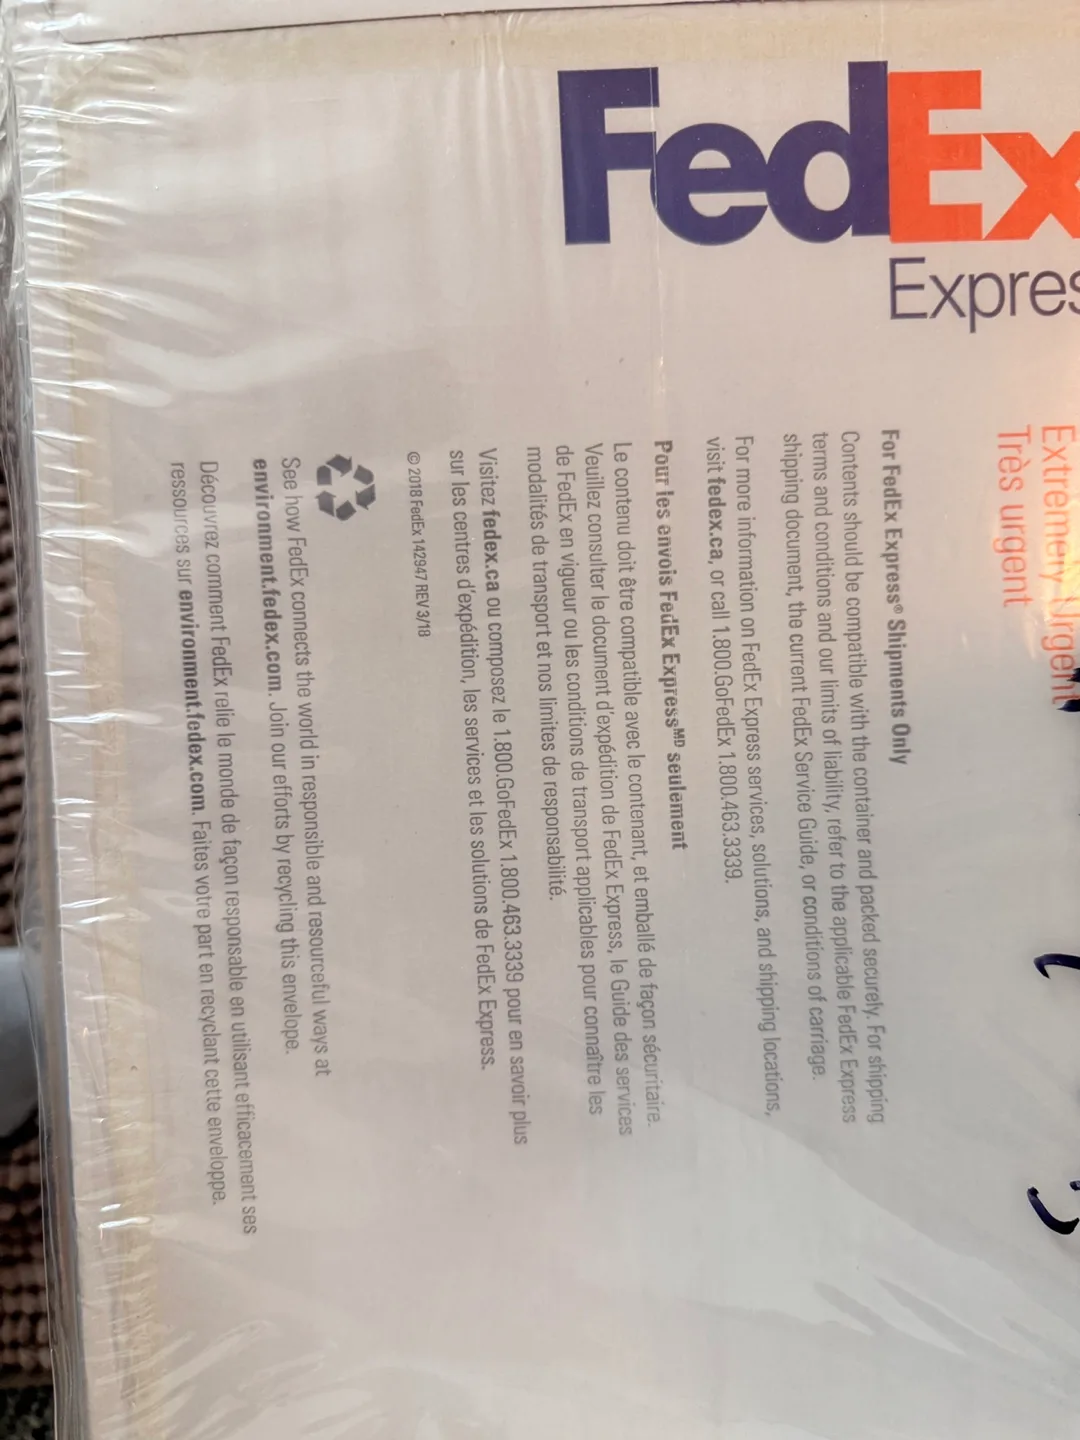 FedEx
Express
Extremely Urgent
Très urgent
For FedEx Express® Shipments Only
Contents should be compatible with the container and packed securely. For shipping
terms and conditions and our limits of liability, refer to the applicable FedEx Express
shipping document, the current FedEx Service Guide, or conditions of carriage.
For more information on FedEx Express services, solutions, and shipping locations,
visit fedex.ca, or call 1.800.GoFedEx 1.800.463.3339.
Pour les envois FedEx ExpressMD seulement
Le contenu doit être compatible avec le contenant, et emballé de façon sécuritaire.
Veuillez consulter le document d'expédition de FedEx Express, le Guide des services
de FedEx en vigueur ou les conditions de transport applicables pour connaître les
modalités de transport et nos limites de responsabilité.
Visitez fedex.ca ou composez le 1.800.GoFedEx 1.800.463.3339 pour en savoir plus
sur les centres d'expédition, les services et les solutions de FedEx Express.
© 2018 FedEx 142947 REV 3/18
See how FedEx connects the world in responsible and resourceful ways at
environment.fedex.com. Join our efforts by recycling this envelope.
Découvrez comment FedEx relie le monde de façon responsable en utilisant efficacement ses
ressources sur environment.fedex.com. Faites votre part en recyclant cette enveloppe.